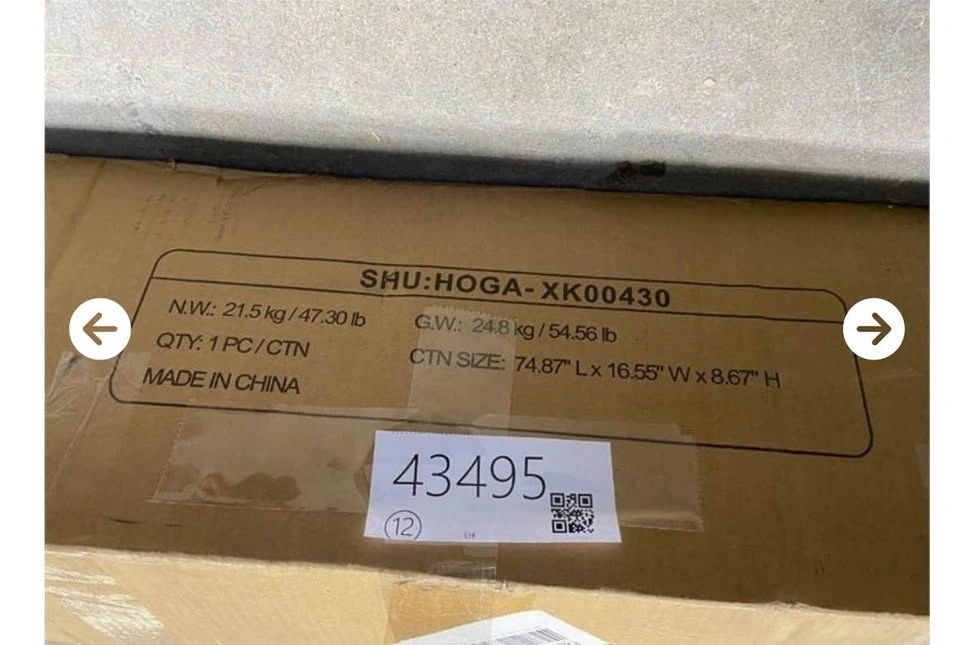 SHU:HOGA-XK00430
N.W.: 21.5 kg / 47.30 lb
G.W.: 24.8 kg / 54.56 lb
QTY: 1 PC / CTN
CTN SIZE: 74.87" L x 16.55" W x 8.67" H
MADE IN CHINA
43495
12